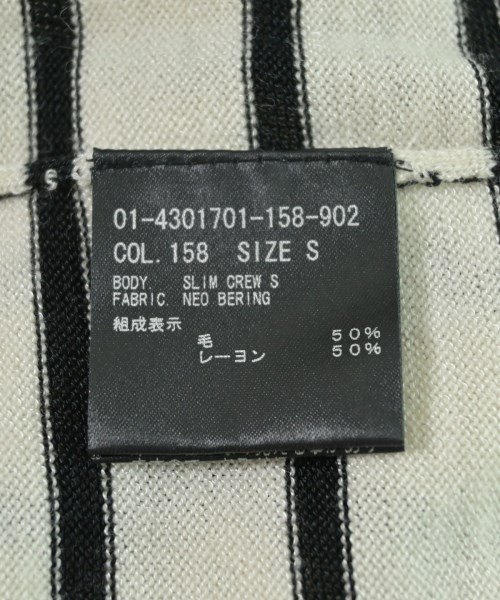 01-4301701-158-902
COL. 158 SIZE S
BODY. SLIM CREW S
FABRIC. NEO BERING
組成表示
毛 50%
レーヨン 50%